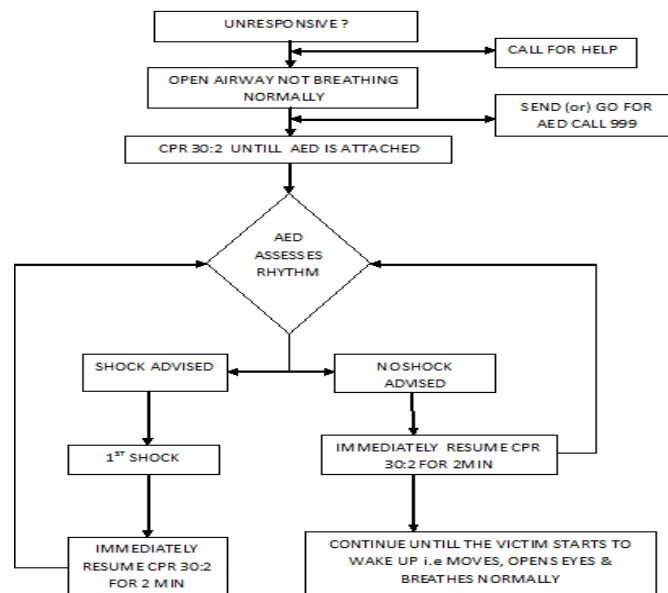 UNRESPONSIVE ?
CALL FOR HELP
OPEN AIRWAY NOT BREATHING
NORMALLY
SEND (or) GO FOR
AED CALL 999
CPR 30:2 UNTILL AED IS ATTACHED
AED
ASSESSES
RHYTHM
SHOCK ADVISED
NO SHOCK
ADVISED
1ST SHOCK
IMMEDIATELY RESUME CPR
30:2 FOR 2MIN
IMMEDIATELY
RESUME CPR 30:2
FOR 2 MIN
CONTINUE UNTILL THE VICTIM STARTS TO
WAKE UP i.e MOVES, OPENS EYES &
BREATHES NORMALLY